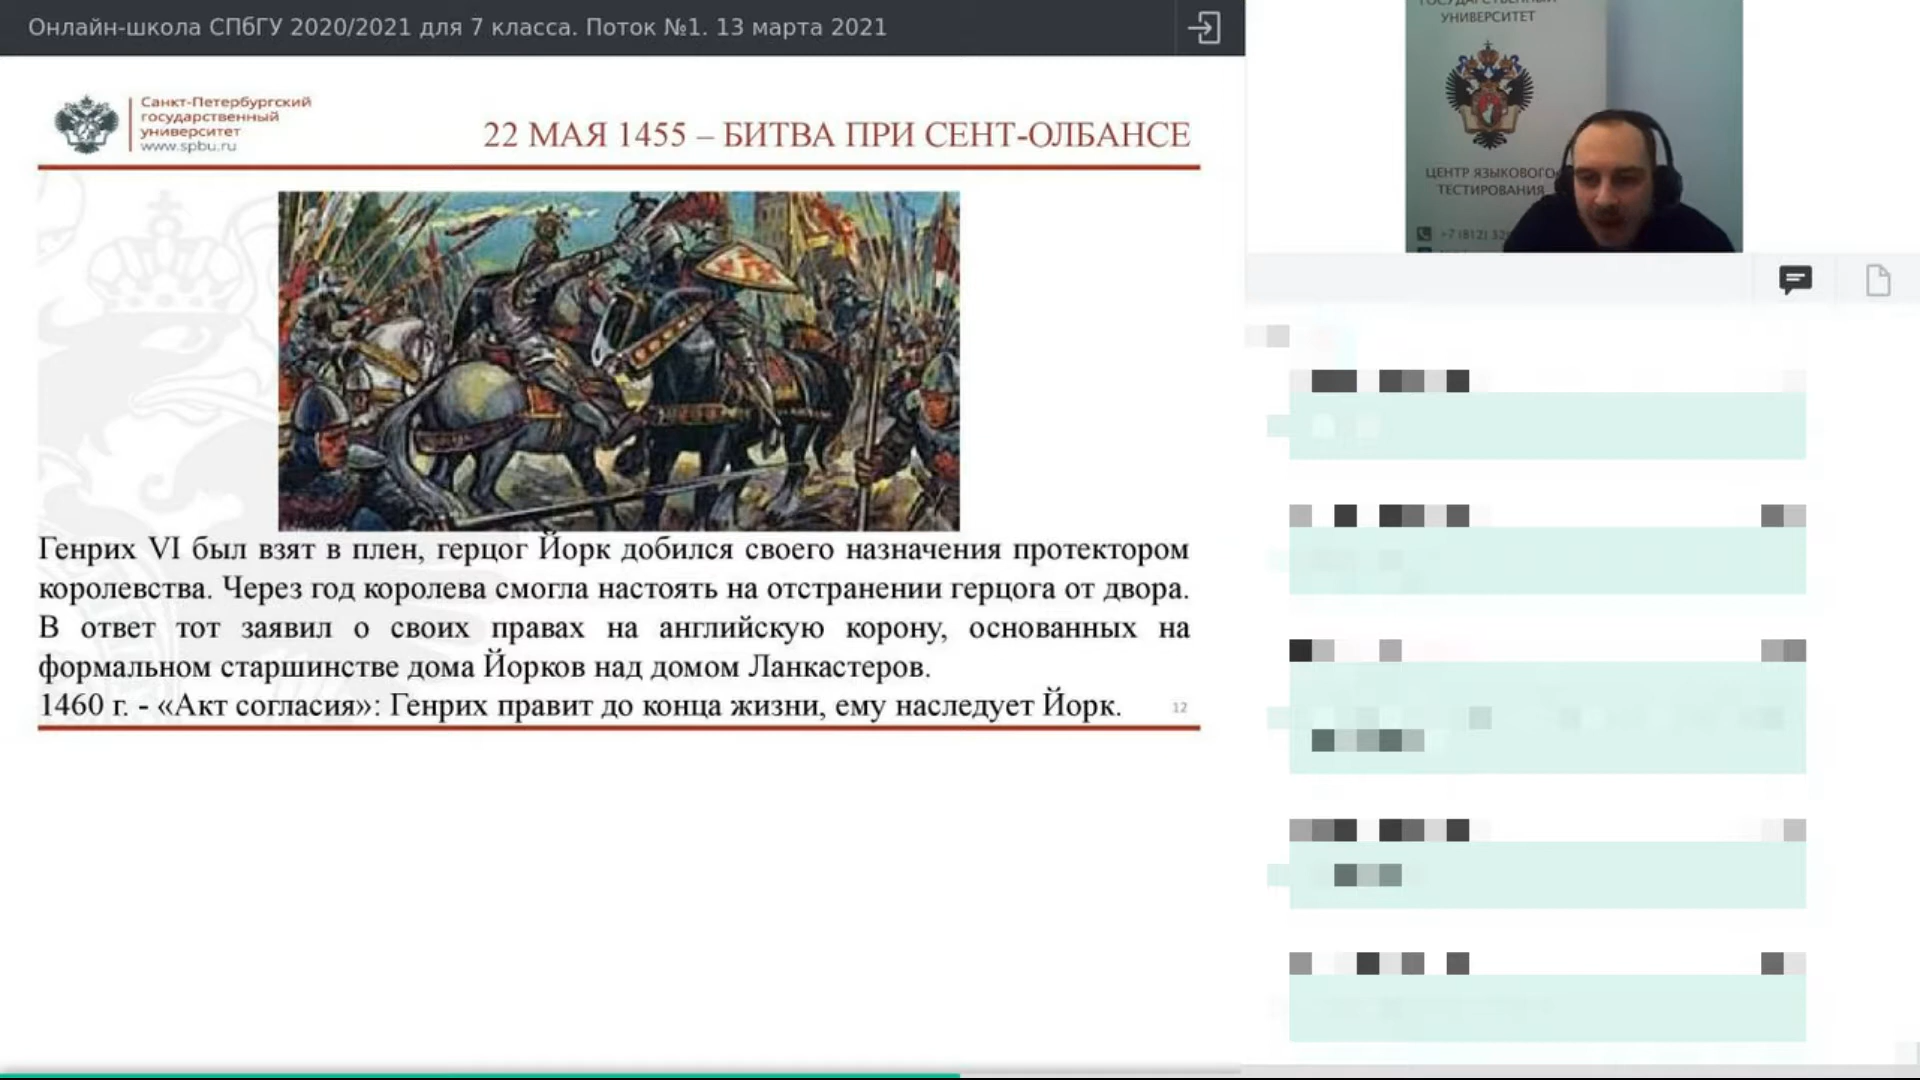 Онлайн-школа СПбГУ 2020/2021 для 7 класса. Поток №1. 13 марта 2021
Санкт-Петербургский
государственный
университет
www.spbu.ru
22 МАЯ 1455 – БИТВА ПРИ СЕНТ-ОЛБАНСЕ
Генрих VI был взят в плен, герцог Йорк добился своего назначения протектором
королевства. Через год королева смогла настоять на отстранении герцога от двора.
В ответ тот заявил о своих правах на английскую корону, основанных на
формальном старшинстве дома Йорков над домом Ланкастеров.
1460 г. - «Акт согласия»: Генрих правит до конца жизни, ему наследует Йорк.
12
УНИВЕРСИТЕТ
ЦЕНТР ЯЗЫКОВОГО
ТЕСТИРОВАНИЯ
+7 (812)